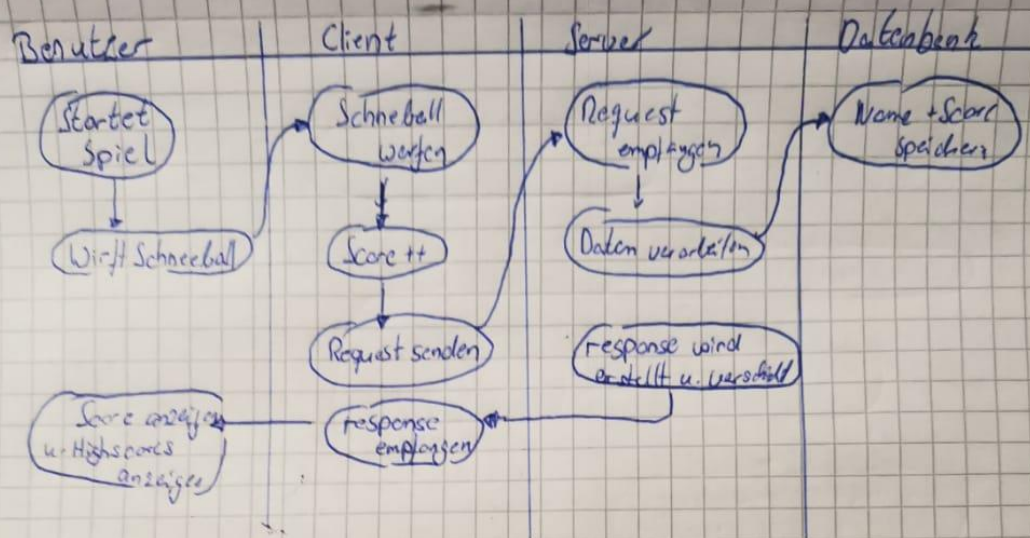 Benutzer
Client
Server
Datenbank
Startet
Spiel
Wirft Schneeball
Schneball
werfen
Score ++
Request senden
Request
empfangen
Daten verarbeiten
Name + Score
speichern
response wird
erstellt u. verschickt
response
empfangen
Score anzeigen
u. Highscores
anzeigen